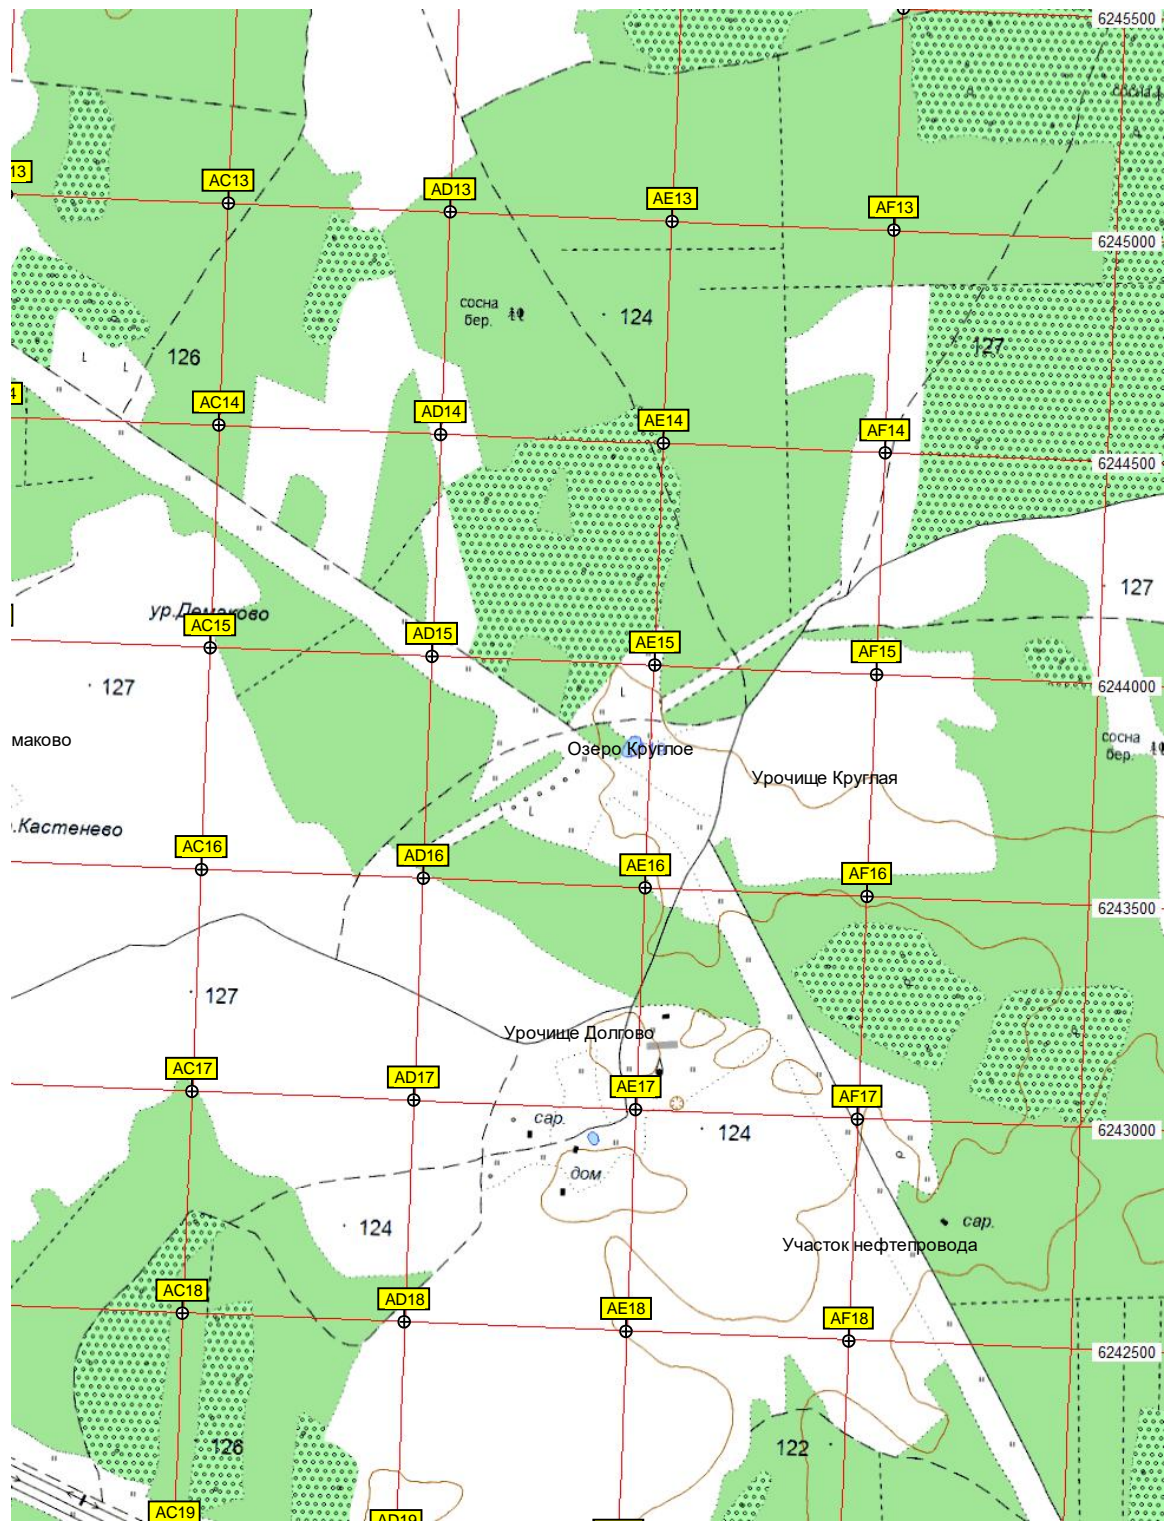 6245500
сосна
13
AC13
AD13
AE13
AF13
6245000
сосна
бер.
124
126
127
4
AC14
AD14
AE14
AF14
6244500
127
ур.Демаково
AC15
AD15
AE15
AF15
127
6244000
маково
Озеро Круглое
сосна
бер.
Урочище Круглая
.Кастенево
AC16
AD16
AE16
AF16
6243500
127
Урочище Долгово
AC17
AD17
AE17
AF17
сар.
124
6243000
дом
124
сар.
Участок нефтепровода
AC18
AD18
AE18
AF18
6242500
126
122
AC19
AD19